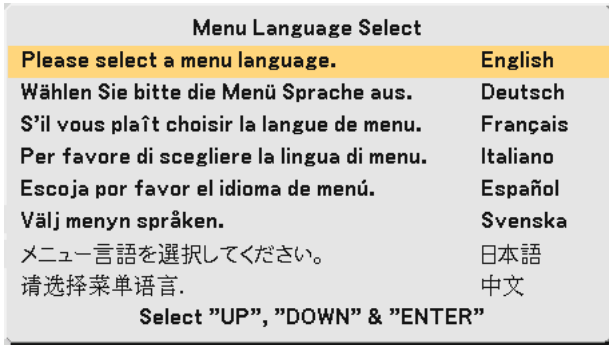 Menu Language Select
Please select a menu language. English
Wählen Sie bitte die Menü Sprache aus. Deutsch
S'il vous plaît choisir la langue de menu. Français
Per favore di scegliere la lingua di menu. Italiano
Escoja por favor el idioma de menú. Español
Välj menyn språken. Svenska
メニュー言語を選択してください。 日本語
请选择菜单语言. 中文
Select ”UP”, ”DOWN” & ”ENTER”